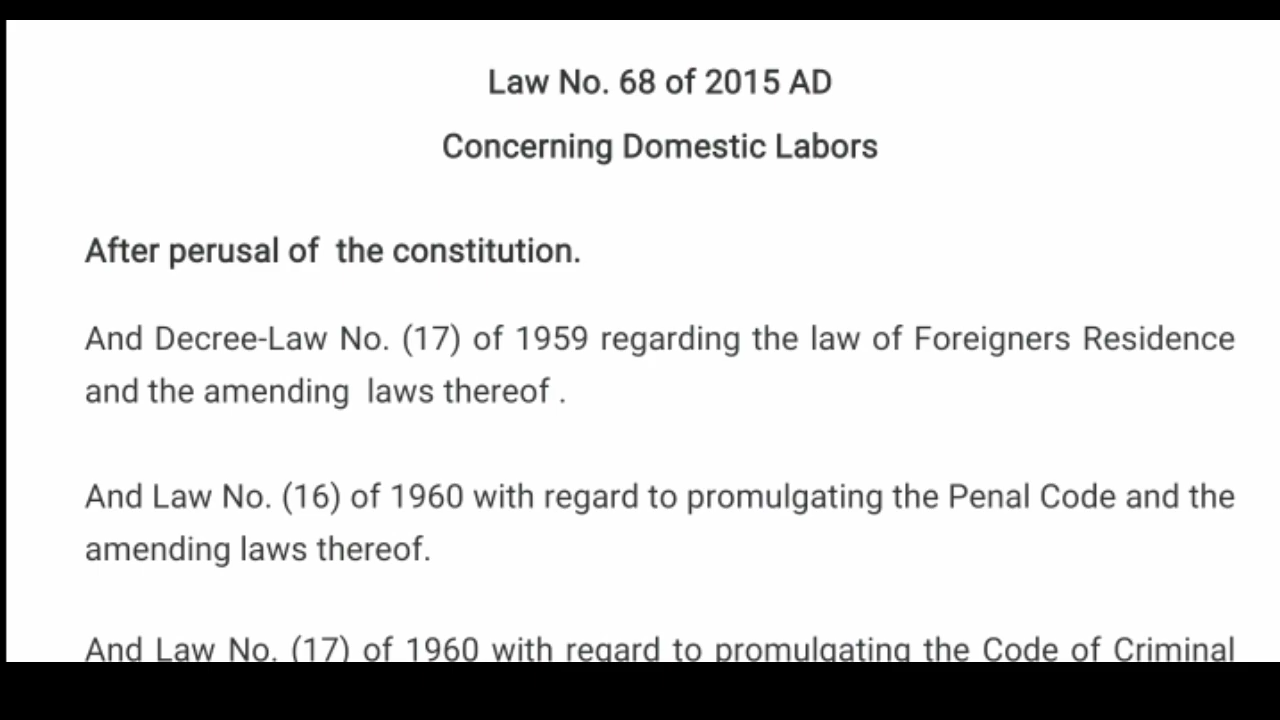 Law No. 68 of 2015 AD
Concerning Domestic Labors
After perusal of the constitution.
And Decree-Law No. (17) of 1959 regarding the law of Foreigners Residence
and the amending laws thereof .
And Law No. (16) of 1960 with regard to promulgating the Penal Code and the
amending laws thereof.
And Law No. (17) of 1960 with regard to promulgating the Code of Criminal